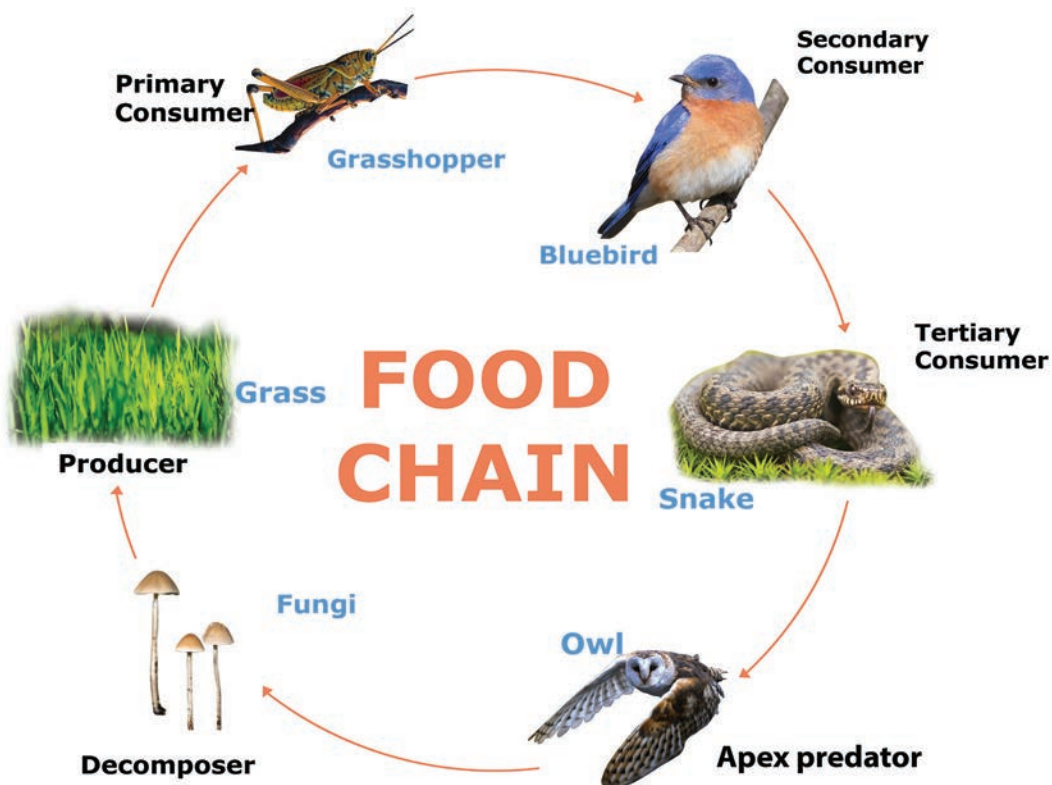 Secondary
Consumer
Primary
Consumer
Grasshopper
Bluebird
Tertiary
Consumer
FOOD
CHAIN
Grass
Producer
Snake
Fungi
Owl
Apex predator
Decomposer